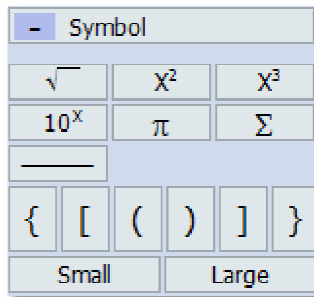 - Symbol
√ X² X³
10ˣ π Σ
{ [ ( ) ] }
Small Large